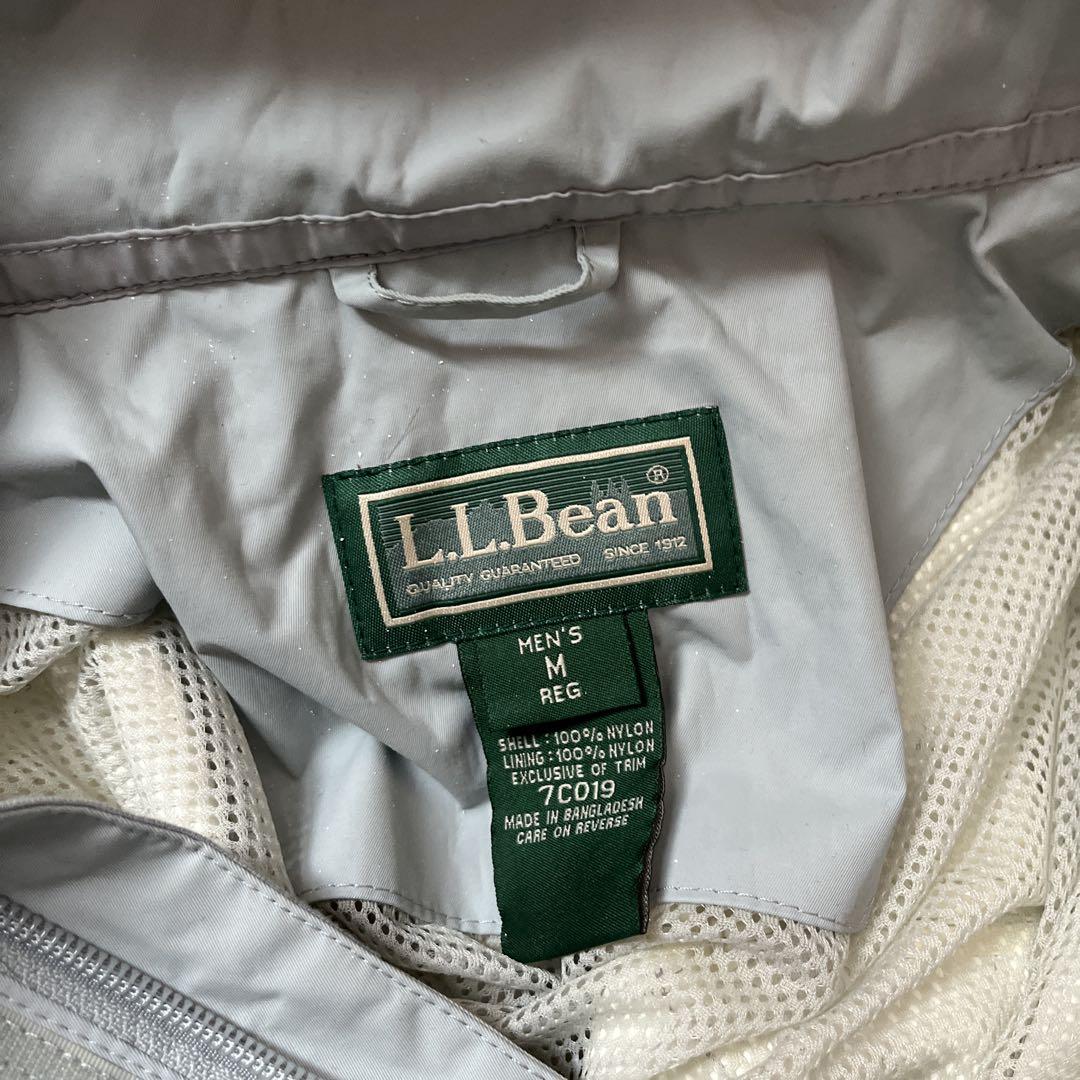 L.L.Bean®
QUALITY GUARANTEED SINCE 1912
MEN'S
M
REG
SHELL : 100% NYLON
LINING : 100% NYLON
EXCLUSIVE OF TRIM
7C019
MADE IN BANGLADESH
CARE ON REVERSE